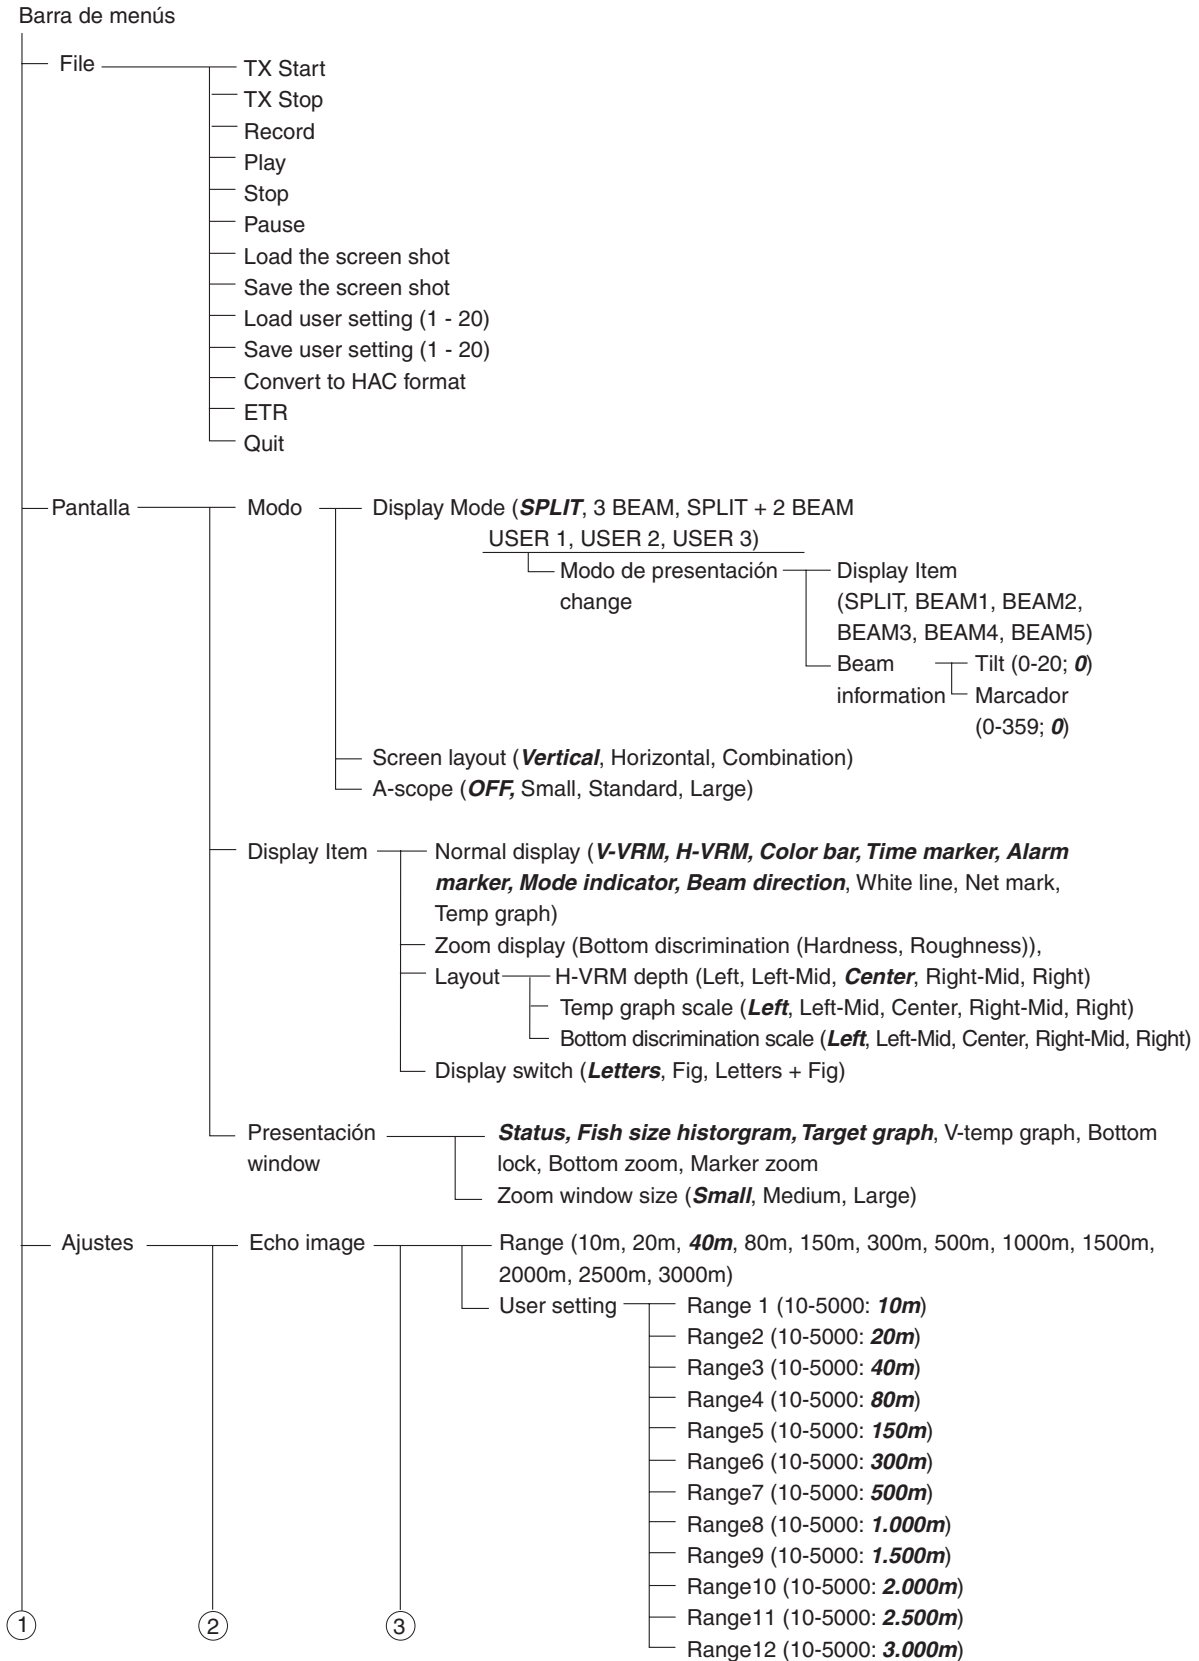 Barra de menús
File
TX Start
TX Stop
Record
Play
Stop
Pause
Load the screen shot
Save the screen shot
Load user setting (1 - 20)
Save user setting (1 - 20)
Convert to HAC format
ETR
Quit
Pantalla
Modo
Display Mode (SPLIT, 3 BEAM, SPLIT + 2 BEAM
USER 1, USER 2, USER 3)
Modo de presentación
change
Display Item
(SPLIT, BEAM1, BEAM2,
BEAM3, BEAM4, BEAM5)
Beam
information
Tilt (0-20; 0)
Marcador
(0-359; 0)
Screen layout (Vertical, Horizontal, Combination)
A-scope (OFF, Small, Standard, Large)
Display Item
Normal display (V-VRM, H-VRM, Color bar, Time marker, Alarm
marker, Mode indicator, Beam direction, White line, Net mark,
Temp graph)
Zoom display (Bottom discrimination (Hardness, Roughness)),
Layout
H-VRM depth (Left, Left-Mid, Center, Right-Mid, Right)
Temp graph scale (Left, Left-Mid, Center, Right-Mid, Right)
Bottom discrimination scale (Left, Left-Mid, Center, Right-Mid, Right)
Display switch (Letters, Fig, Letters + Fig)
Presentación
window
Status, Fish size historgram, Target graph, V-temp graph, Bottom
lock, Bottom zoom, Marker zoom
Zoom window size (Small, Medium, Large)
Ajustes
Echo image
Range (10m, 20m, 40m, 80m, 150m, 300m, 500m, 1000m, 1500m,
2000m, 2500m, 3000m)
User setting
Range 1 (10-5000: 10m)
Range2 (10-5000: 20m)
Range3 (10-5000: 40m)
Range4 (10-5000: 80m)
Range5 (10-5000: 150m)
Range6 (10-5000: 300m)
Range7 (10-5000: 500m)
Range8 (10-5000: 1.000m)
Range9 (10-5000: 1.500m)
Range10 (10-5000: 2.000m)
Range11 (10-5000: 2.500m)
Range12 (10-5000: 3.000m)
1
2
3